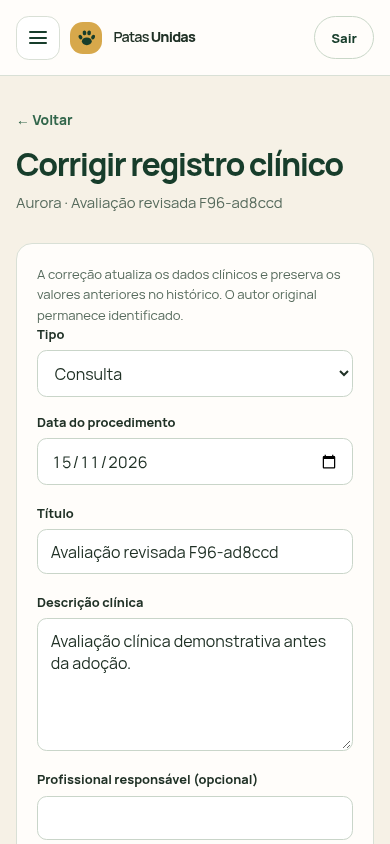 Patas Unidas
Sair
← Voltar
Corrigir registro clínico
Aurora · Avaliação revisada F96-ad8ccd
A correção atualiza os dados clínicos e preserva os
valores anteriores no histórico. O autor original
permanece identificado.
Tipo
Consulta
Data do procedimento
15/11/2026
Título
Avaliação revisada F96-ad8ccd
Descrição clínica
Avaliação clínica demonstrativa antes
da adoção.
Profissional responsável (opcional)